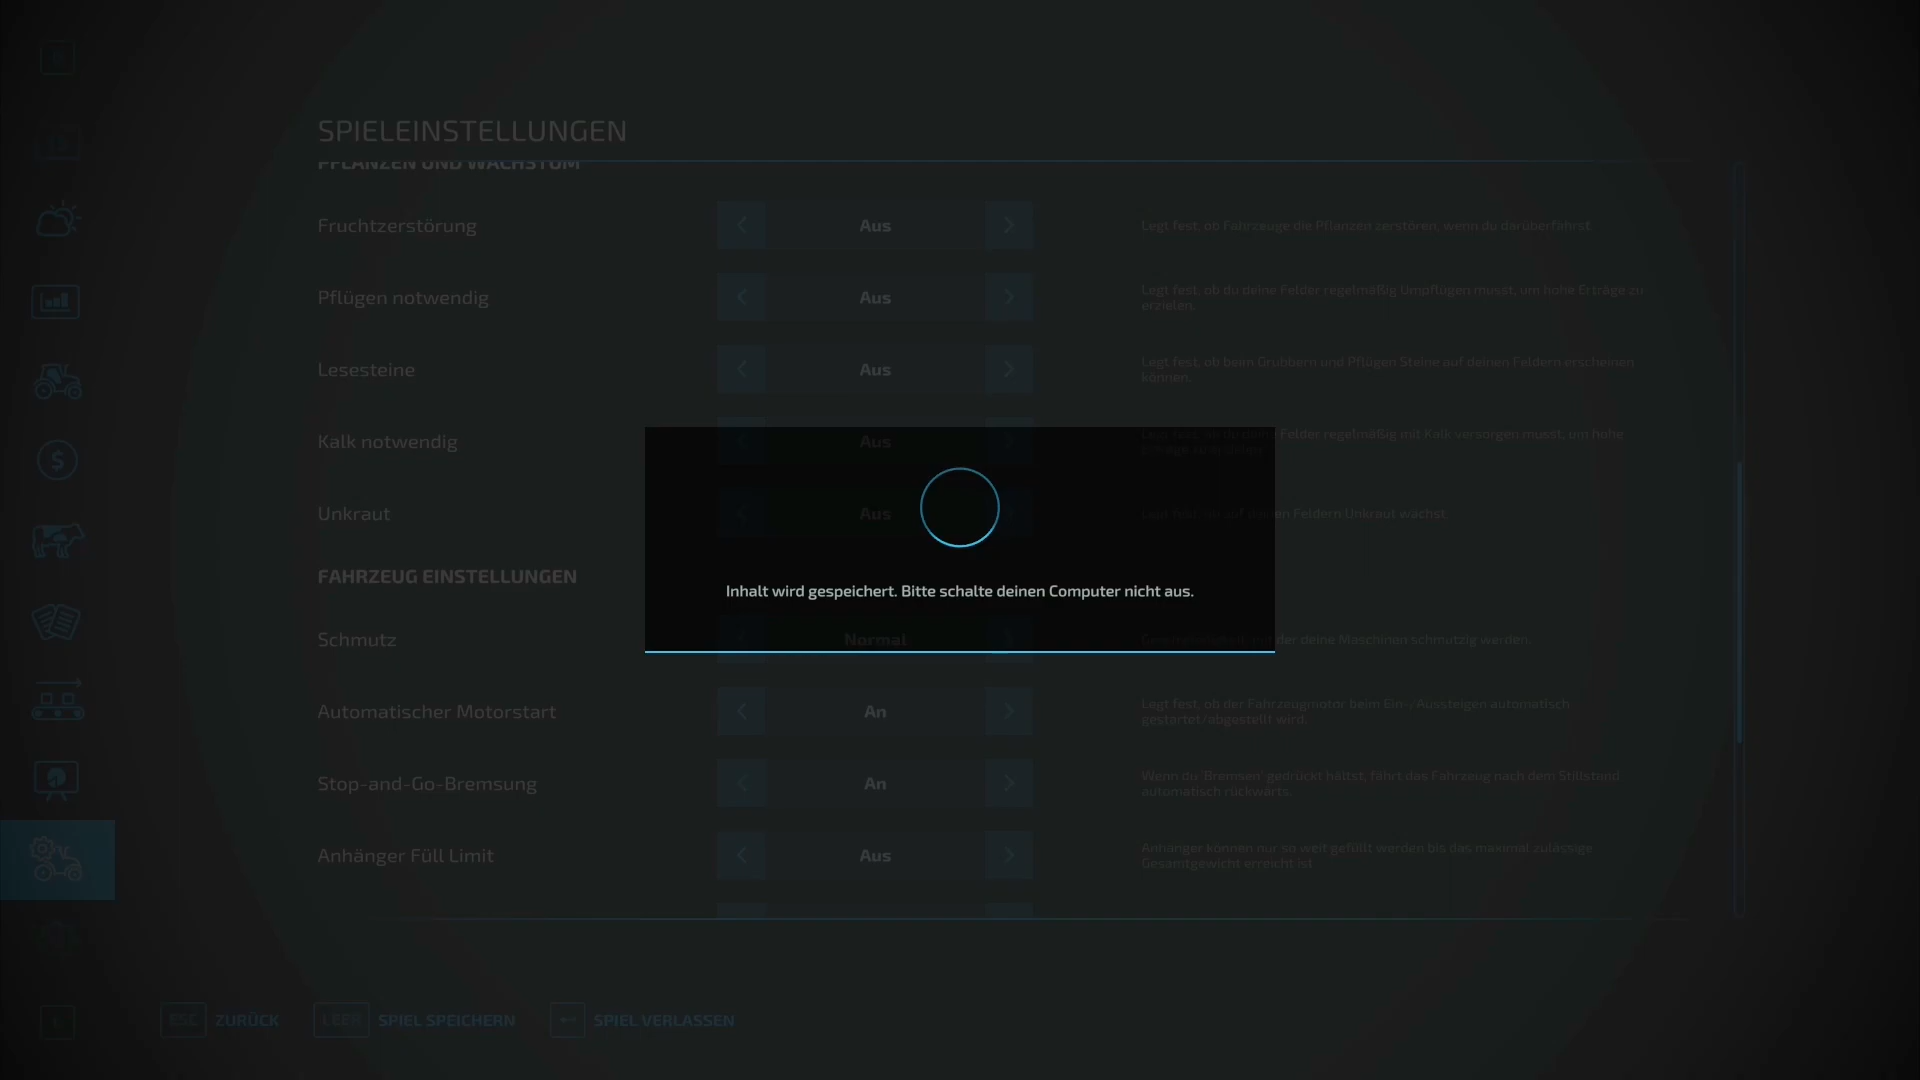 SPIELEINSTELLUNGEN
PFLANZEN UND WACHSTUM
Fruchtzerstörung
Aus
Legt fest, ob Fahrzeuge die Pflanzen zerstören, wenn du darüberfährst.
Pflügen notwendig
Aus
Legt fest, ob du deine Felder regelmäßig Umpflügen musst, um hohe Erträge zu
erzielen.
Lesesteine
Aus
Legt fest, ob beim Grubbern und Pflügen Steine auf deinen Feldern erscheinen
können.
Kalk notwendig
Aus
Felder regelmäßig mit Kalk versorgen musst, um hohe
Unkraut
Aus
Feldern Unkraut wächst.
FAHRZEUG EINSTELLUNGEN
Inhalt wird gespeichert. Bitte schalte deinen Computer nicht aus.
Schmutz
Normal
der deine Maschinen schmutzig werden.
Automatischer Motorstart
An
Legt fest, ob der Fahrzeugmotor beim Ein-/Aussteigen automatisch
gestartet/abgestellt wird.
Stop-and-Go-Bremsung
An
Wenn du 'Bremsen' gedrückt hältst, fährt das Fahrzeug nach dem Stillstand
automatisch rückwärts.
Anhänger Füll Limit
Aus
Anhänger können nur so weit gefüllt werden bis das maximal zulässige
Gesamtgewicht erreicht ist
ESC ZURÜCK
LEER SPIEL SPEICHERN
SPIEL VERLASSEN